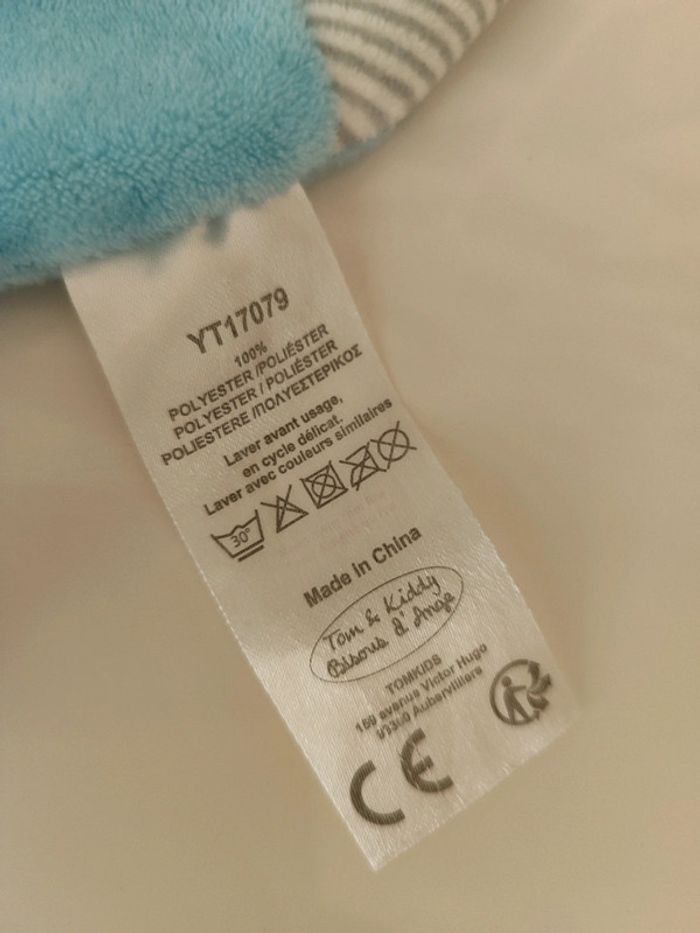 YT17079
100%
POLYESTER /POLIÉSTER
POLYESTER / POLIÉSTER
POLIESTERE /ΠΟΛΥΕΣΤΕΡΙΚΟΣ
Laver avant usage,
en cycle délicat.
Laver avec couleurs similaires
30°
Made in China
Tom & Kiddy
Bisous d'Ange
TOMKIDS
avenue Victor Hugo
93300 Aubervilliers
CE